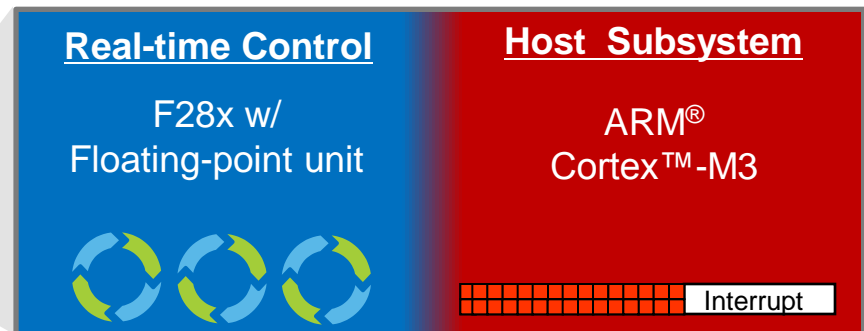 Real-time Control
F28x w/
Floating-point unit
Host Subsystem
ARM®
Cortex™-M3
Interrupt